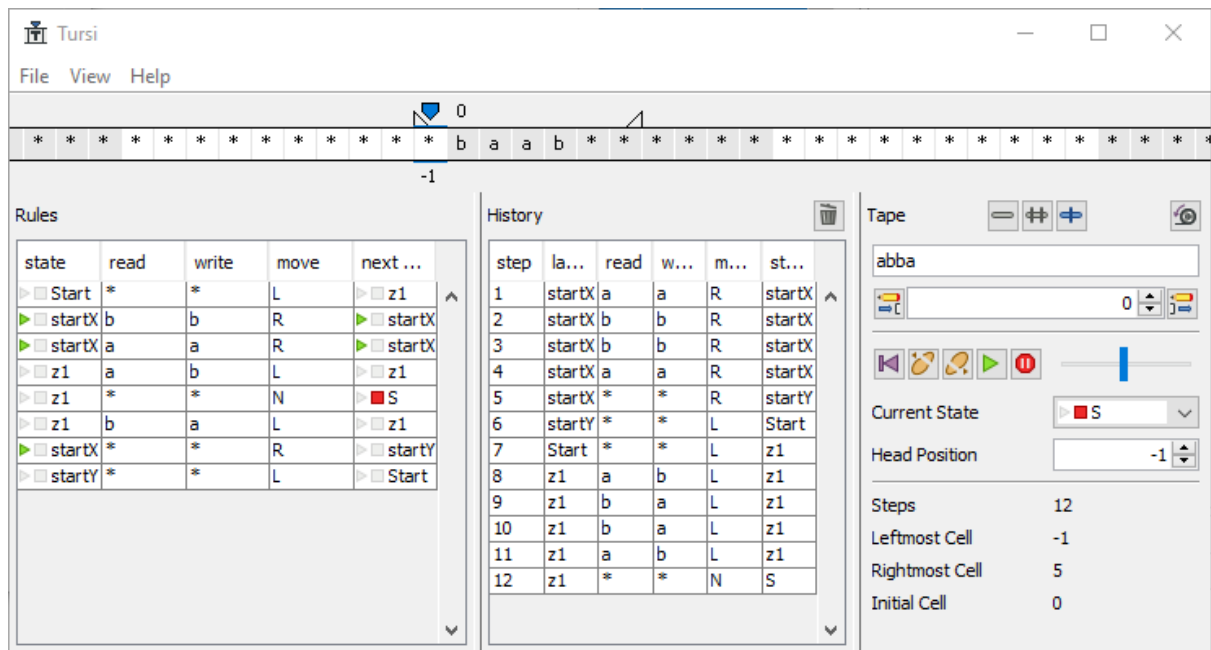 Tursi
File View Help
0
* * * * * * * * * * * * * b a a b * * * * * * * * * * * * * * * * * * * *
-1
Rules
state read write move next ...
Start * * L z1
startX b b R startX
startX a a R startX
z1 a b L z1
z1 * * N S
z1 b a L z1
startX * * R startY
startY * * L Start
History
step la... read w... m... st...
1 startX a a R startX
2 startX b b R startX
3 startX b b R startX
4 startX a a R startX
5 startX * * R startY
6 startY * * L Start
7 Start * * L z1
8 z1 a b L z1
9 z1 b a L z1
10 z1 b a L z1
11 z1 a b L z1
12 z1 * * N S
Tape
abba
0
Current State S
Head Position -1
Steps 12
Leftmost Cell -1
Rightmost Cell 5
Initial Cell 0